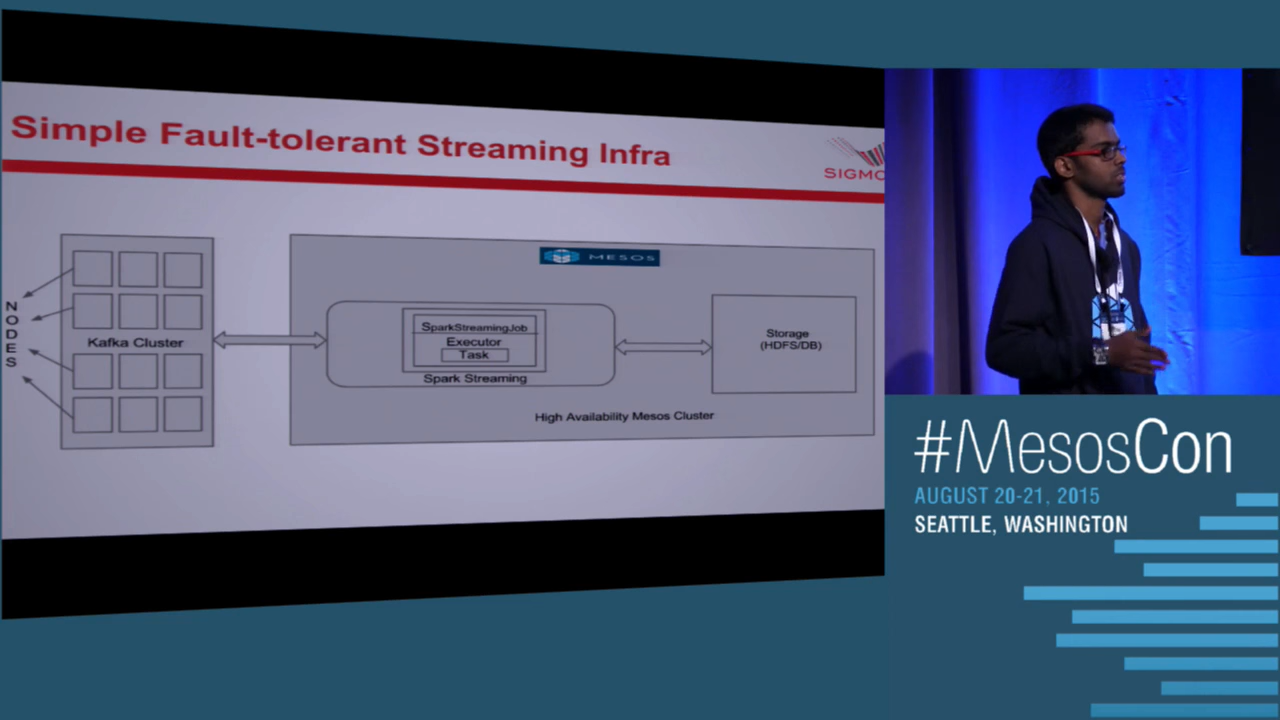 Simple Fault-tolerant Streaming Infra
SIGMO
MESOS
NODES
Kafka Cluster
SparkStreamingJob
Executor
Task
Spark Streaming
Storage
(HDFS/DB)
High Availability Mesos Cluster
#MesosCon
AUGUST 20-21, 2015
SEATTLE, WASHINGTON